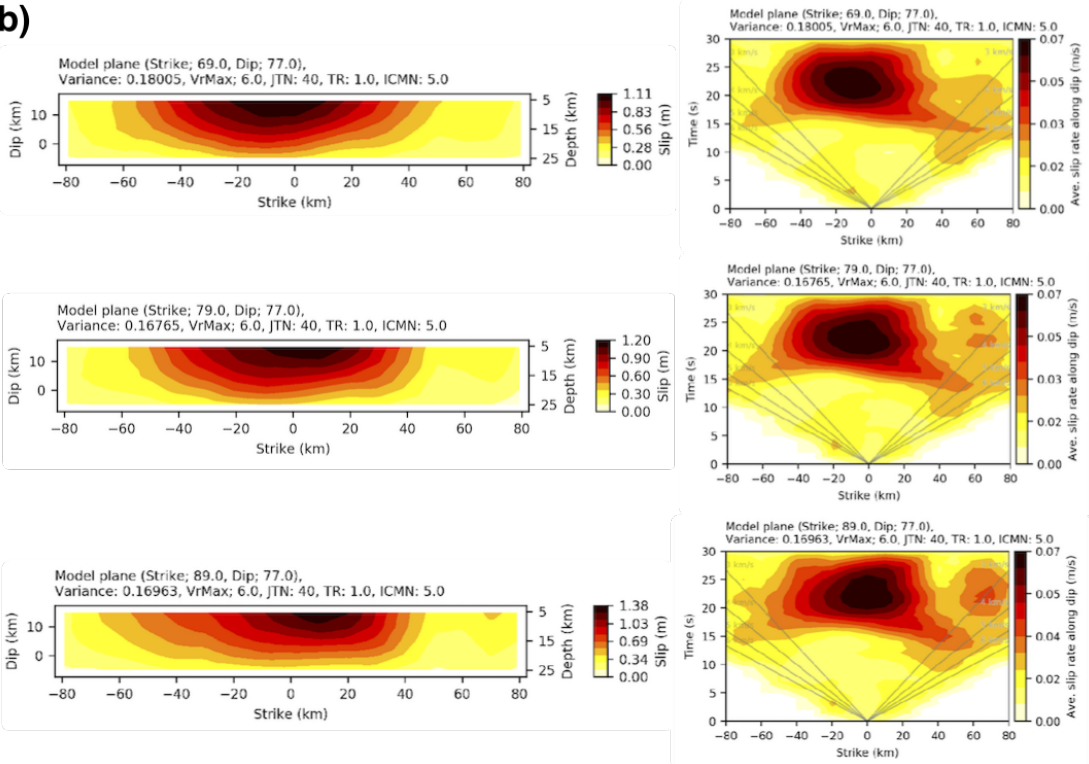 b)
Model plane (Strike; 69.0, Dip; 77.0),
Variance: 0.18005, VrMax; 6.0, JTN: 40, TR: 1.0, ICMN: 5.0
Dip (km)
10
0
5
15
25
Depth (km)
1.11
0.83
0.56
0.28
0.00
Slip (m)
−80 −60 −40 −20 0 20 40 60 80
Strike (km)
Model plane (Strike; 69.0, Dip; 77.0),
Variance: 0.18005, VrMax; 6.0, JTN: 40, TR: 1.0, ICMN: 5.0
Time (s)
30
25
20
15
10
5
0
0.07
0.05
0.03
0.02
0.00
Ave. slip rate along dip (m/s)
−80 −60 −40 −20 0 20 40 60 80
Strike (km)
Model plane (Strike; 79.0, Dip; 77.0),
Variance: 0.16765, VrMax; 6.0, JTN: 40, TR: 1.0, ICMN: 5.0
Dip (km)
10
0
5
15
25
Depth (km)
1.20
0.90
0.60
0.30
0.00
Slip (m)
−80 −60 −40 −20 0 20 40 60 80
Strike (km)
Model plane (Strike; 79.0, Dip; 77.0),
Variance: 0.16765, VrMax; 6.0, JTN: 40, TR: 1.0, ICMN: 5.0
Time (s)
30
25
20
15
10
5
0
0.07
0.05
0.03
0.02
0.00
Ave. slip rate along dip (m/s)
−80 −60 −40 −20 0 20 40 60 80
Strike (km)
Model plane (Strike; 89.0, Dip; 77.0),
Variance: 0.16963, VrMax; 6.0, JTN: 40, TR: 1.0, ICMN: 5.0
Dip (km)
10
0
5
15
25
Depth (km)
1.38
1.03
0.69
0.34
0.00
Slip (m)
−80 −60 −40 −20 0 20 40 60 80
Strike (km)
Model plane (Strike; 89.0, Dip; 77.0),
Variance: 0.16963, VrMax; 6.0, JTN: 40, TR: 1.0, ICMN: 5.0
Time (s)
30
25
20
15
10
5
0
0.07
0.05
0.04
0.02
0.00
Ave. slip rate along dip (m/s)
−80 −60 −40 −20 0 20 40 60 80
Strike (km)